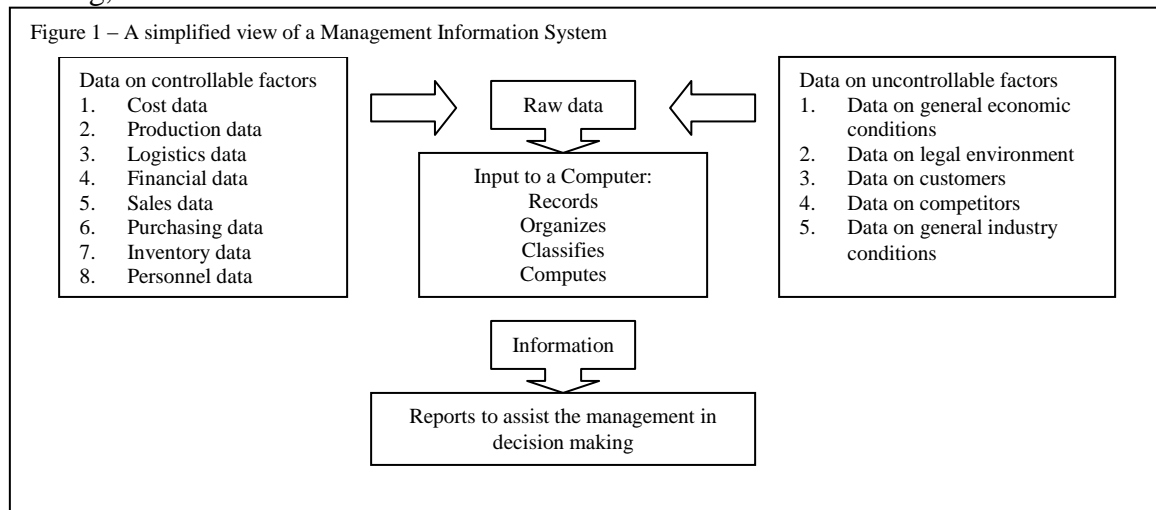 Figure 1 – A simplified view of a Management Information System
Data on controllable factors
1. Cost data
2. Production data
3. Logistics data
4. Financial data
5. Sales data
6. Purchasing data
7. Inventory data
8. Personnel data
Raw data
Input to a Computer:
Records
Organizes
Classifies
Computes
Data on uncontrollable factors
1. Data on general economic
conditions
2. Data on legal environment
3. Data on customers
4. Data on competitors
5. Data on general industry
conditions
Information
Reports to assist the management in
decision making